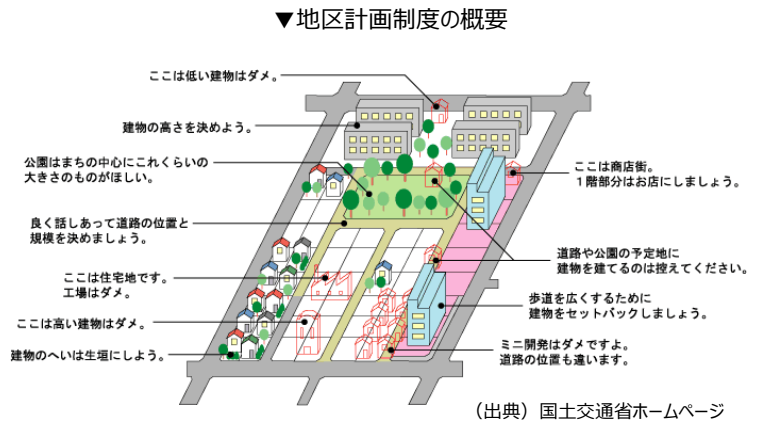 ▼地区計画制度の概要
ここは低い建物はダメ。
建物の高さを決めよう。
公園はまちの中心にこれくらいの
大きさのものがほしい。
良く話しあって道路の位置と
規模を決めましょう。
ここは住宅地です。
工場はダメ。
ここは高い建物はダメ。
建物のへいは生垣にしよう。
ここは商店街。
１階部分はお店にしましょう。
道路や公園の予定地に
建物を建てるのは控えてください。
歩道を広くするために
建物をセットバックしましょう。
ミニ開発はダメですよ。
道路の位置も違います。
（出典）国土交通省ホームページ